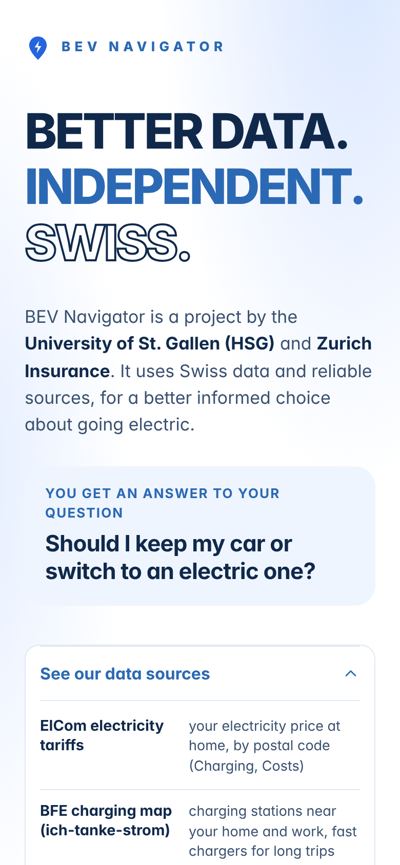 BEV NAVIGATOR
BETTER DATA.
INDEPENDENT.
SWISS.
BEV Navigator is a project by the
University of St. Gallen (HSG) and Zurich
Insurance. It uses Swiss data and reliable
sources, for a better informed choice
about going electric.
YOU GET AN ANSWER TO YOUR
QUESTION
Should I keep my car or
switch to an electric one?
See our data sources
ElCom electricity
tariffs
your electricity price at
home, by postal code
(Charging, Costs)
BFE charging map
(ich-tanke-strom)
charging stations near
your home and work, fast
chargers for long trips